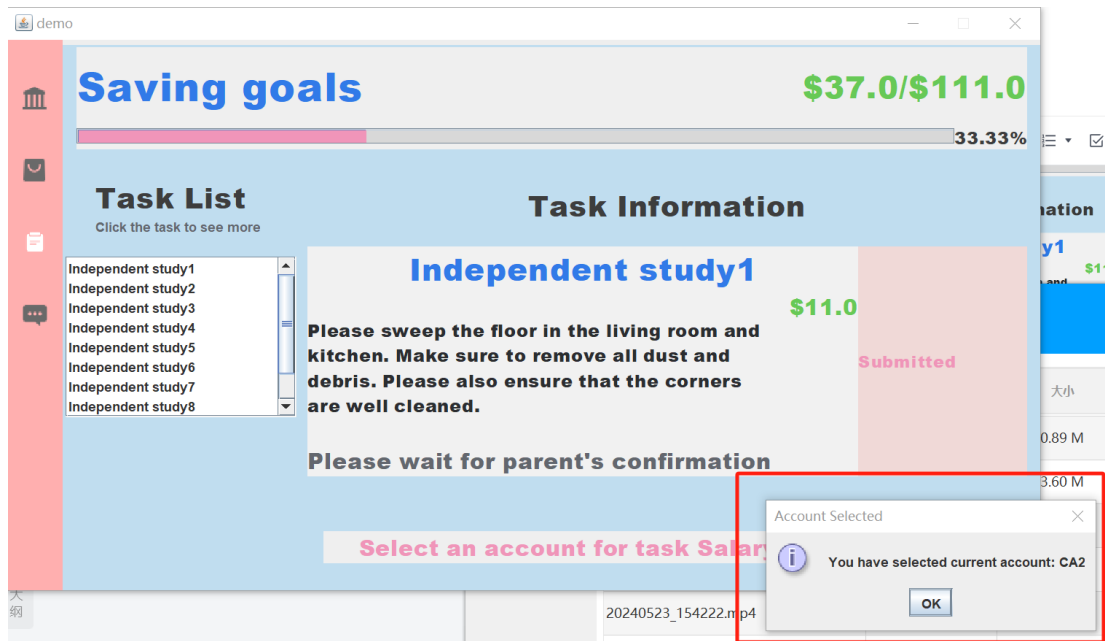 demo
Saving goals
$37.0/$111.0
33.33%
Task List
Click the task to see more
Task Information
Independent study1
Independent study2
Independent study3
Independent study4
Independent study5
Independent study6
Independent study7
Independent study8
Independent study1
$11.0
Please sweep the floor in the living room and
kitchen. Make sure to remove all dust and
debris. Please also ensure that the corners
are well cleaned.
Please wait for parent's confirmation
Submitted
Select an account for task Salary
Account Selected
You have selected current account: CA2
OK
nation
y1
$1
and
大小
0.89 M
3.60 M
大
纲
20240523_154222.mp4